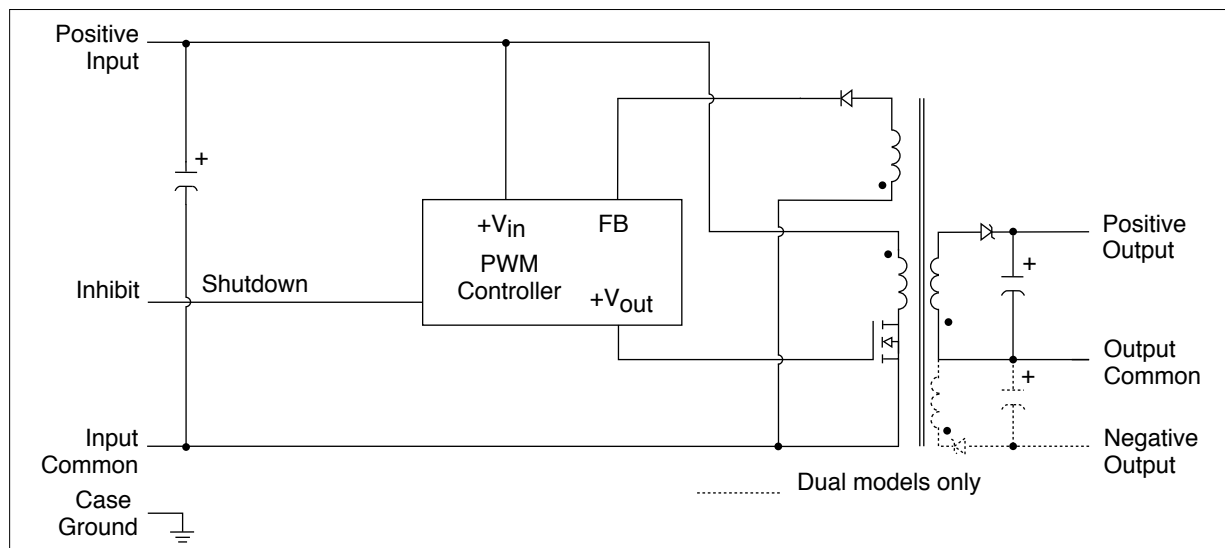 Positive
Input
+
+Vin
FB
PWM
Controller
+Vout
Inhibit
Shutdown
Positive
Output
+
Output
Common
+
Input
Common
Negative
Output
Dual models only
Case
Ground